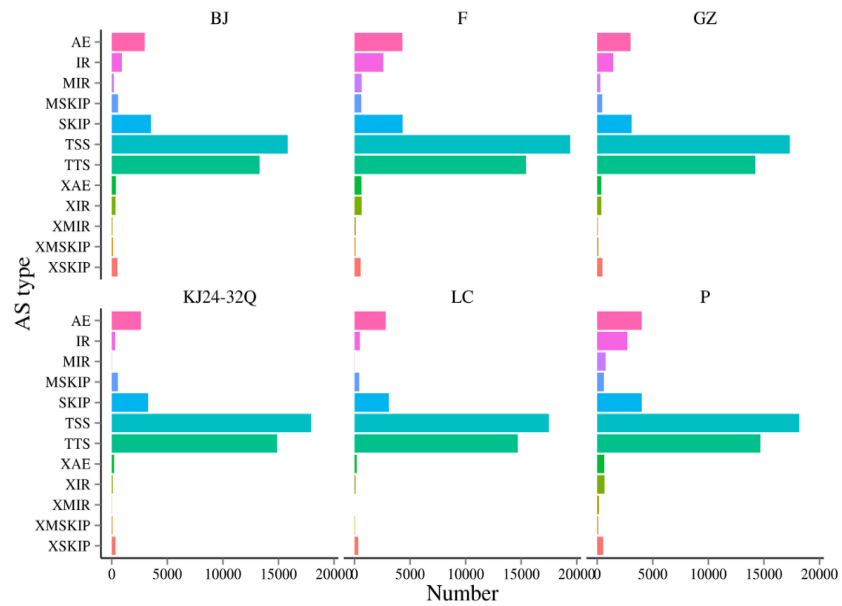 BJ F GZ
AE
IR
MIR
MSKIP
SKIP
TSS
TTS
XAE
XIR
XMIR
XMSKIP
XSKIP
AS type
KJ24-32Q LC P
AE
IR
MIR
MSKIP
SKIP
TSS
TTS
XAE
XIR
XMIR
XMSKIP
XSKIP
0 5000 10000 15000 20000 0 5000 10000 15000 20000 0 5000 10000 15000 20000
Number